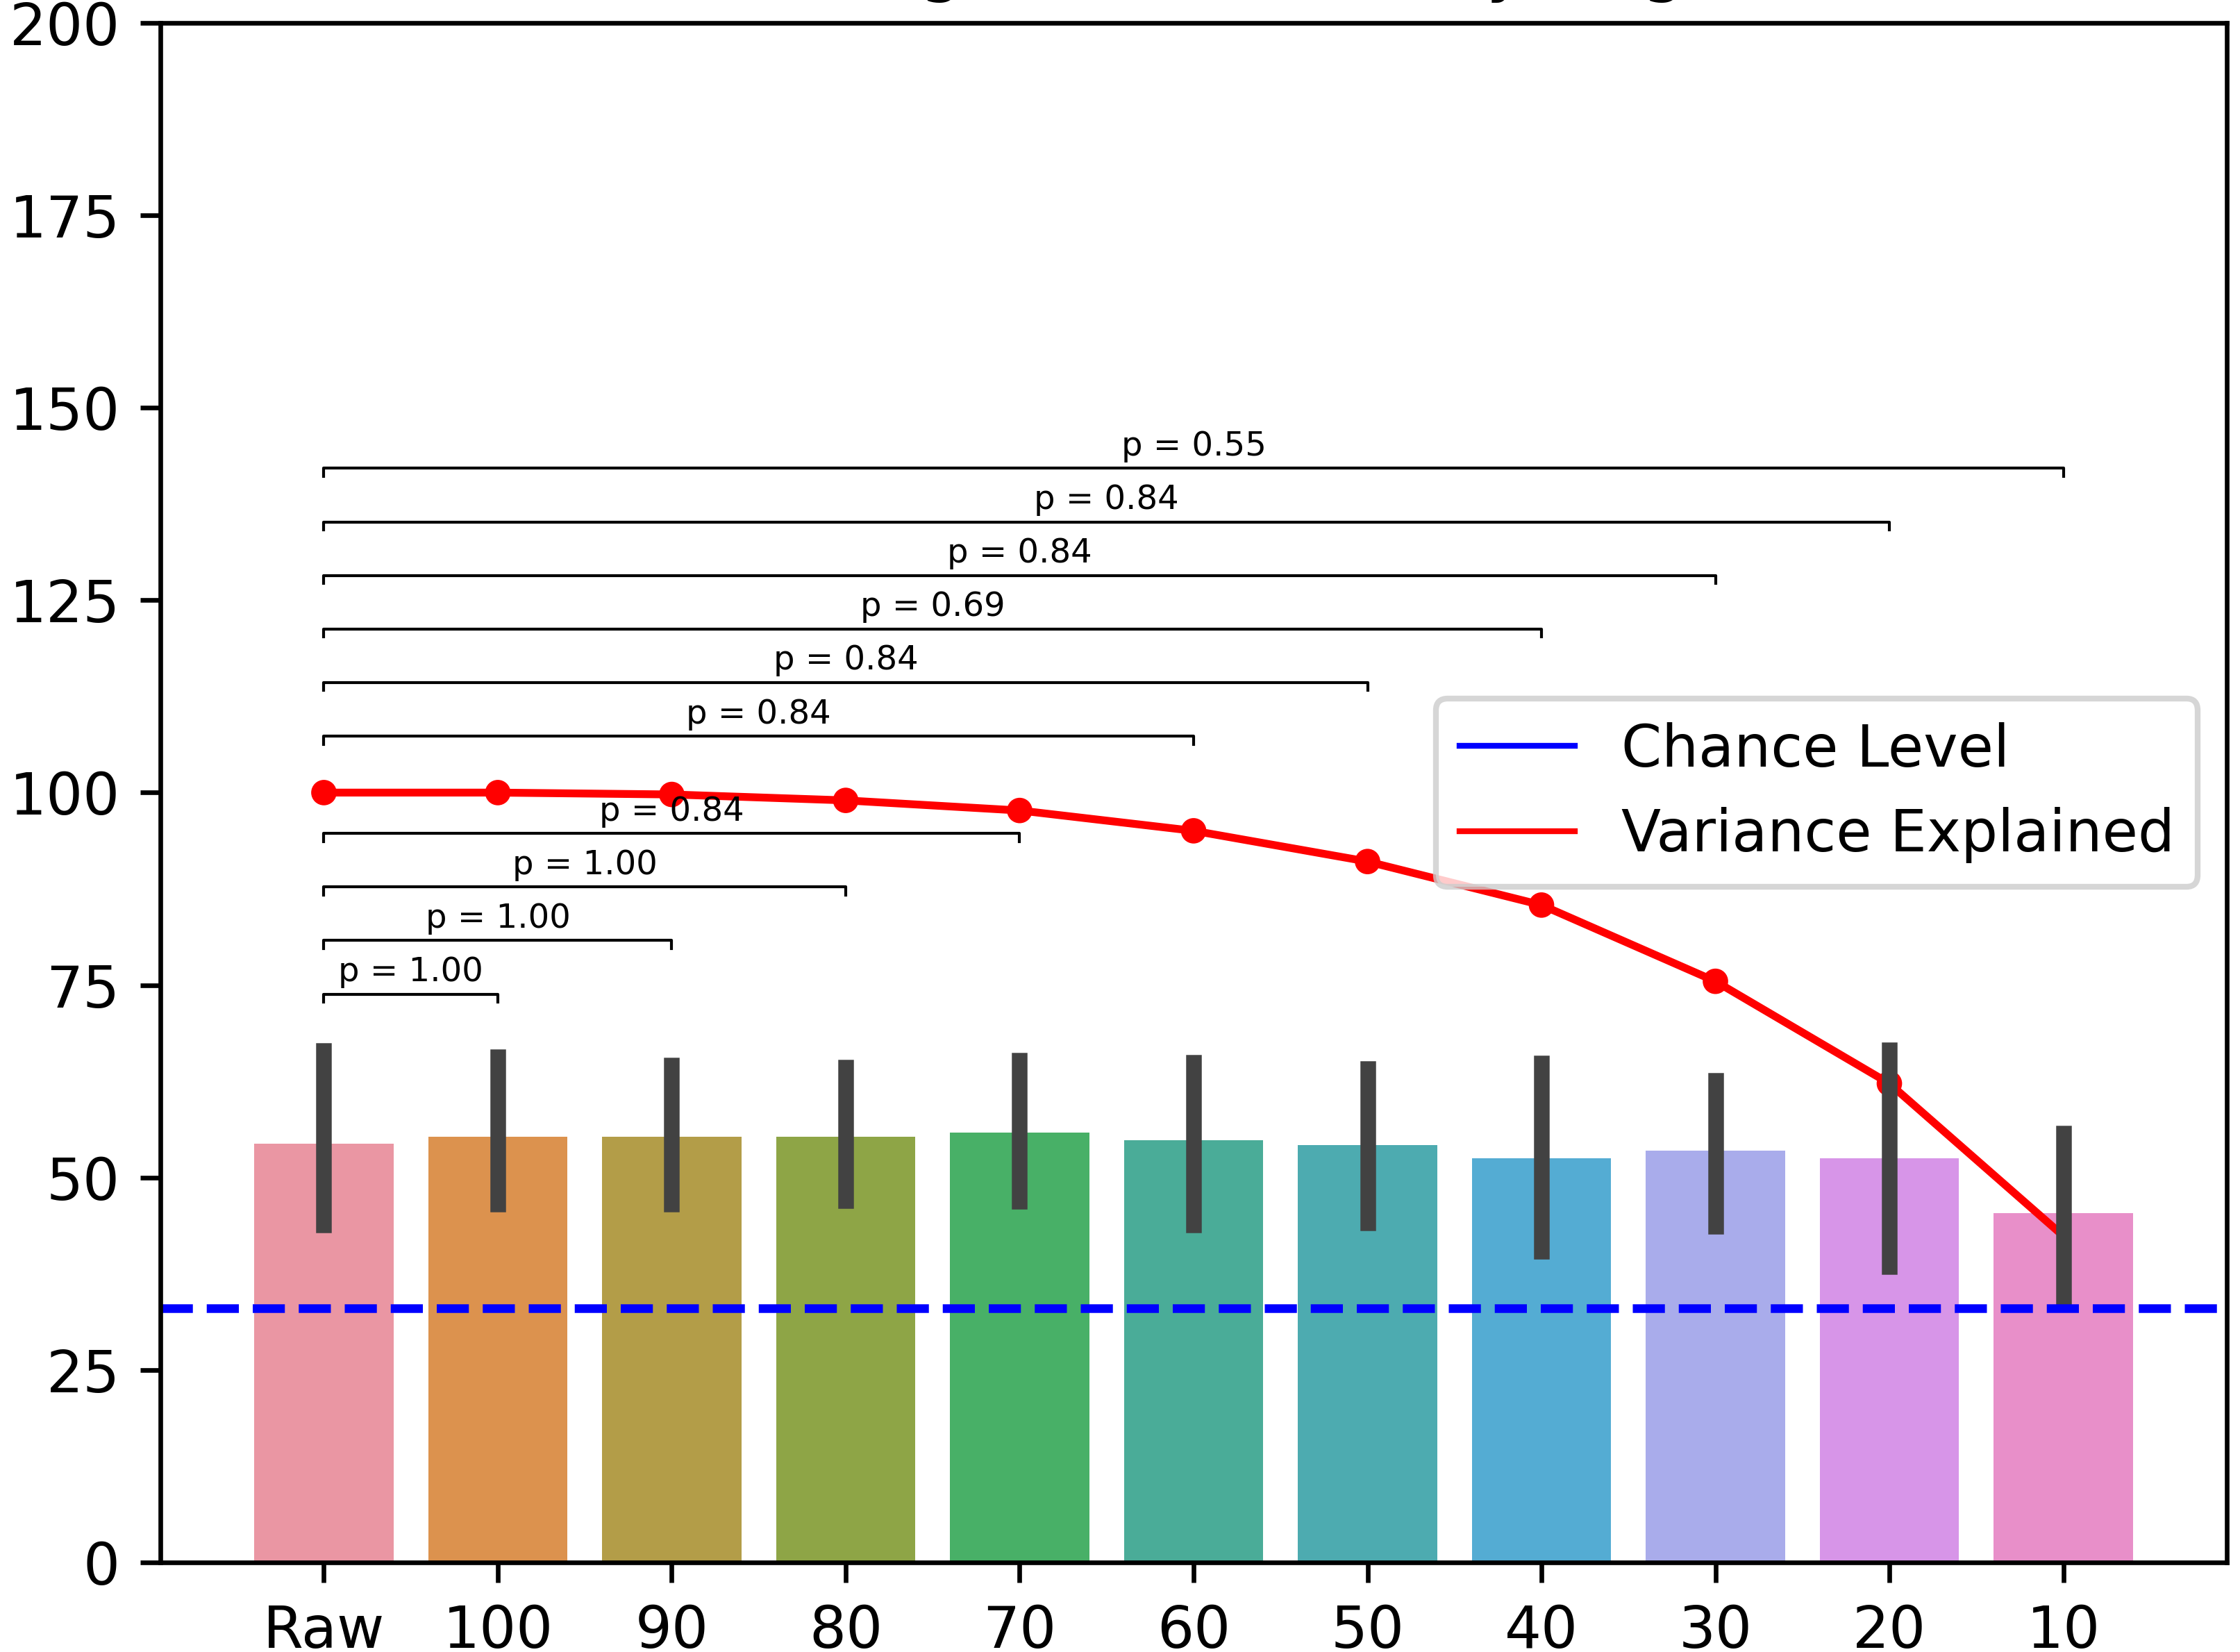 200
175
150
125
100
75
50
25
0
p = 0.55
p = 0.84
p = 0.84
p = 0.69
p = 0.84
p = 0.84
p = 0.84
p = 1.00
p = 1.00
p = 1.00
Chance Level
Variance Explained
Raw 100 90 80 70 60 50 40 30 20 10